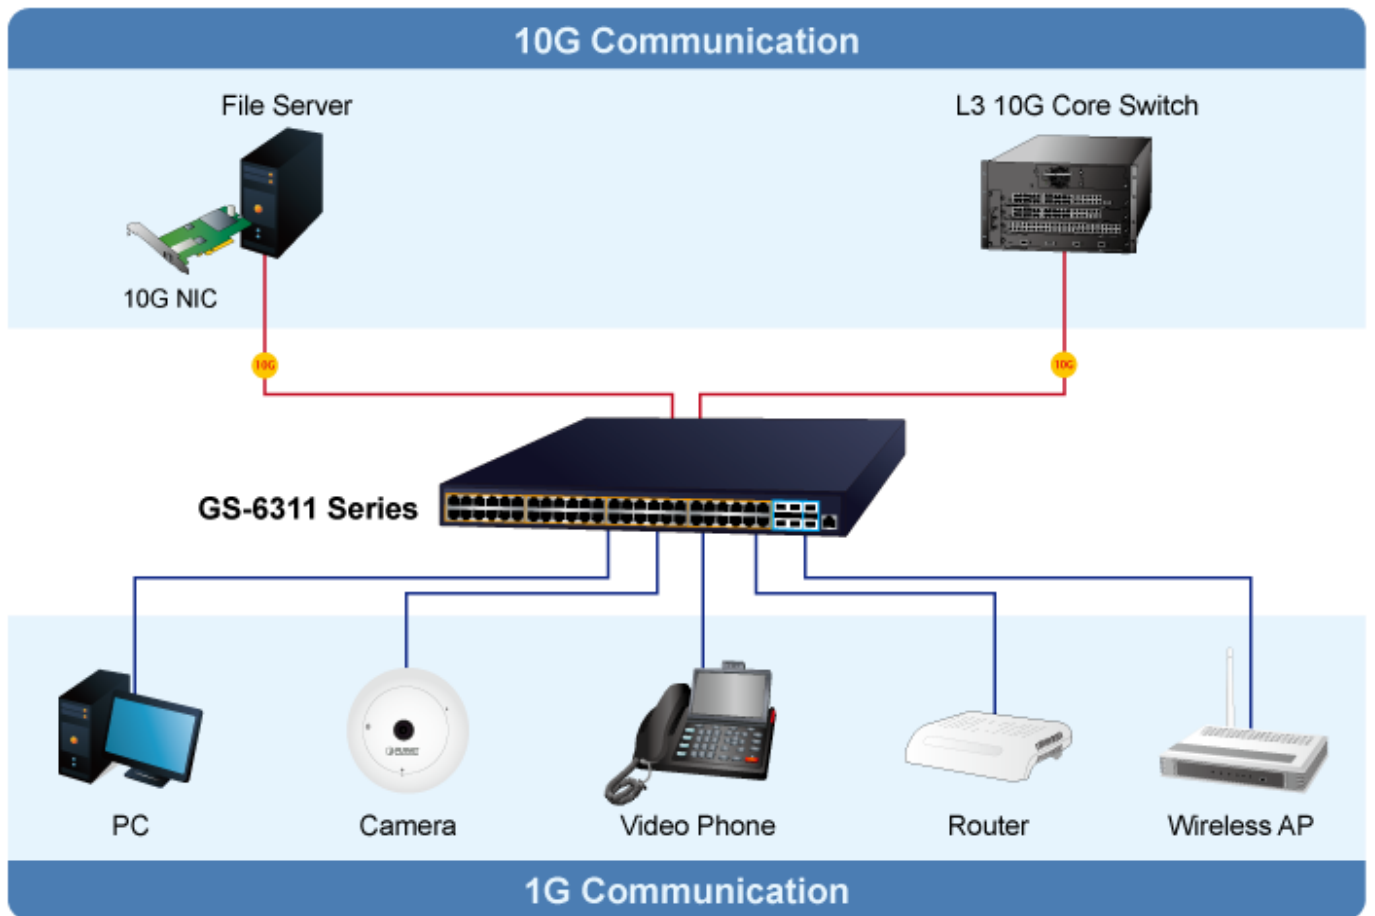 10G Communication
File Server
L3 10G Core Switch
10G NIC
10G
10G
GS-6311 Series
PLANET
PC
Camera
Video Phone
Router
Wireless AP
1G Communication